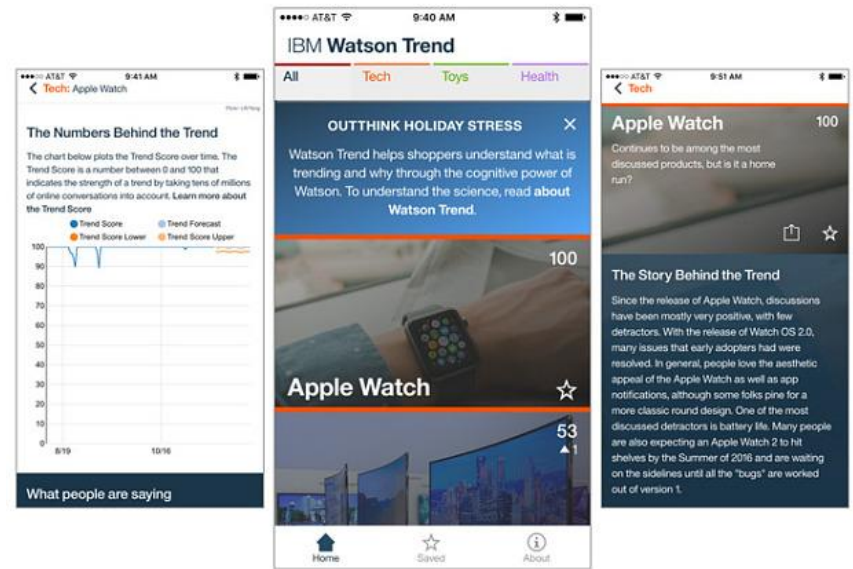 AT&T 9:41 AM
Tech: Apple Watch
The Numbers Behind the Trend
The chart below plots the Trend Score over time. The
Trend Score is a number between 0 and 100 that
indicates the strength of a trend by taking tens of millions
of online conversations into account. Learn more about
the Trend Score
Trend Score Trend Forecast
Trend Score Lower Trend Score Upper
100
90
80
70
60
50
40
30
20
10
0
8/19 10/16
What people are saying
AT&T 9:40 AM
IBM Watson Trend
All Tech Toys Health
OUTTHINK HOLIDAY STRESS ×
Watson Trend helps shoppers understand what is
trending and why through the cognitive power of
Watson. To understand the science, read about
Watson Trend.
100
Apple Watch
53
▲1
Home Saved About
AT&T 9:51 AM
Tech
Apple Watch 100
Continues to be among the most
discussed products, but is it a home
run?
The Story Behind the Trend
Since the release of Apple Watch, discussions
have been mostly very positive, with few
detractors. With the release of Watch OS 2.0,
many issues that early adopters had were
resolved. In general, people love the aesthetic
appeal of the Apple Watch as well as app
notifications, although some folks pine for a
more classic round design. One of the most
discussed detractors is battery life. Many people
are also expecting an Apple Watch 2 to hit
shelves by the Summer of 2016 and are waiting
on the sidelines until all the "bugs" are worked
out of version 1.